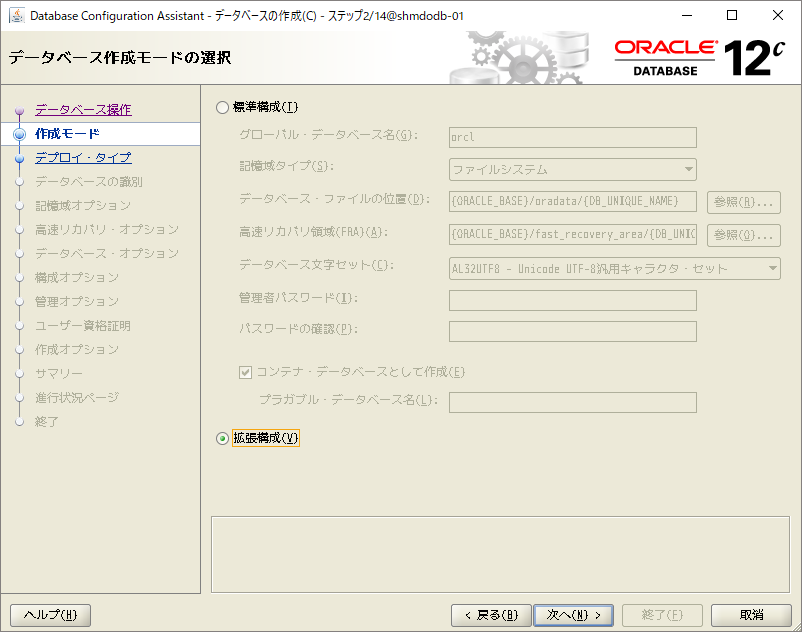 Database Configuration Assistant - データベースの作成(C) - ステップ2/14@shmdodb-01
データベース作成モードの選択
ORACLE
DATABASE
12c
データベース操作
作成モード
デプロイ・タイプ
データベースの識別
記憶域オプション
高速リカバリ・オプション
データベース・オプション
構成オプション
管理オプション
ユーザー資格証明
作成オプション
サマリー
進行状況ページ
終了
標準構成(I)
グローバル・データベース名(G): orcl
記憶域タイプ(S): ファイルシステム
データベース・ファイルの位置(D): {ORACLE_BASE}/oradata/{DB_UNIQUE_NAME} 参照(R)...
高速リカバリ領域(FRA)(A): {ORACLE_BASE}/fast_recovery_area/{DB_UNIQ 参照(O)...
データベース文字セット(C): AL32UTF8 - Unicode UTF-8汎用キャラクタ・セット
管理者パスワード(I):
パスワードの確認(P):
コンテナ・データベースとして作成(E)
プラガブル・データベース名(L):
拡張構成(V)
ヘルプ(H)
< 戻る(B) 次へ(N) > 終了(F) 取消